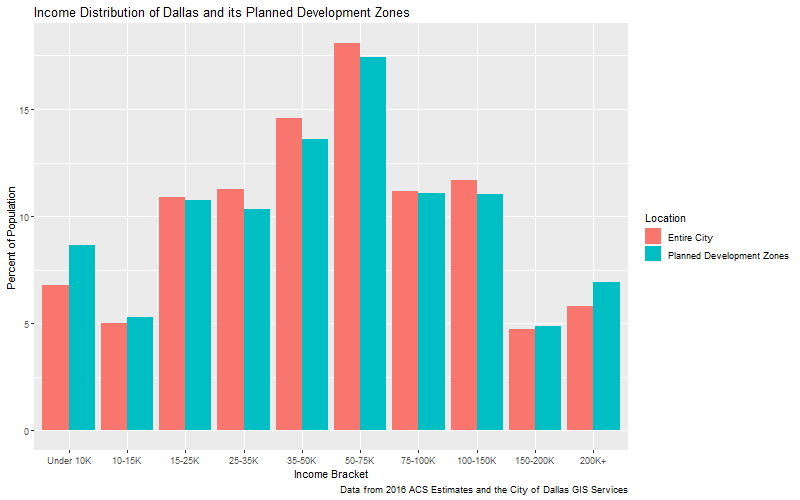 Income Distribution of Dallas and its Planned Development Zones
Percent of Population
15
10
5
0
Under 10K 10-15K 15-25K 25-35K 35-50K 50-75K 75-100K 100-150K 150-200K 200K+
Income Bracket
Location
Entire City
Planned Development Zones
Data from 2016 ACS Estimates and the City of Dallas GIS Services